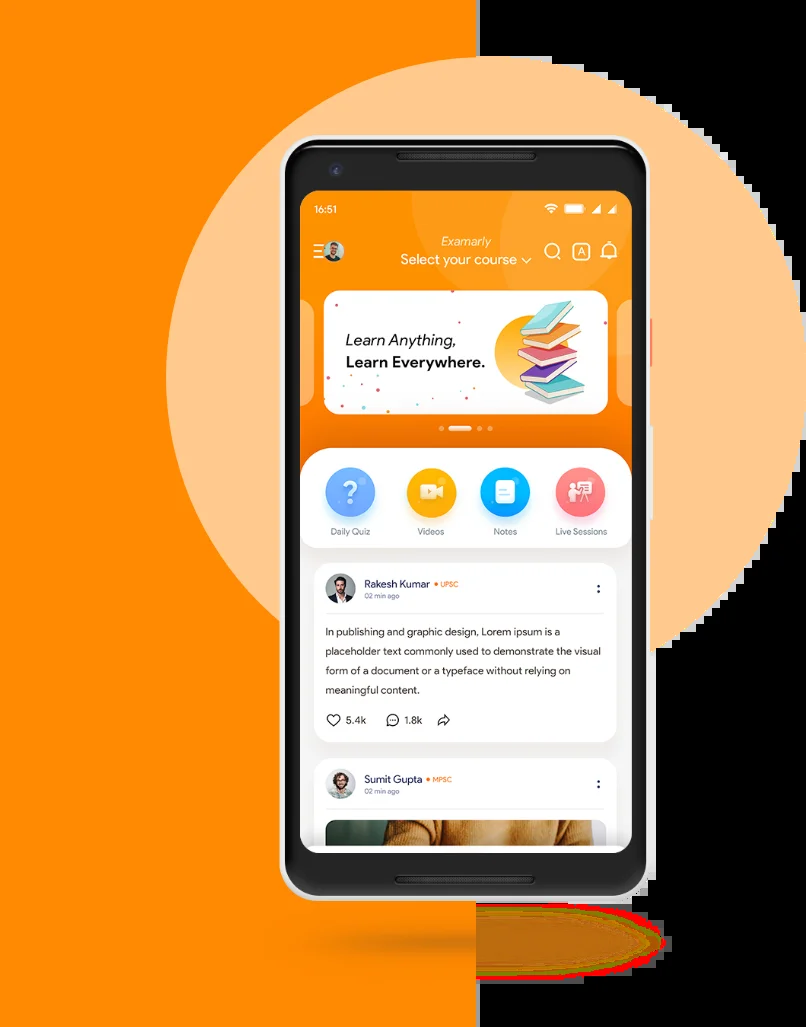 16:51
Examarly
Select your course
A
Learn Anything,
Learn Everywhere.
?
Daily Quiz
Videos
Notes
Live Sessions
Rakesh Kumar • UPSC
02 min ago
In publishing and graphic design, Lorem ipsum is a
placeholder text commonly used to demonstrate the visual
form of a document or a typeface without relying on
meaningful content.
5.4k
1.8k
Sumit Gupta • MPSC
02 min ago